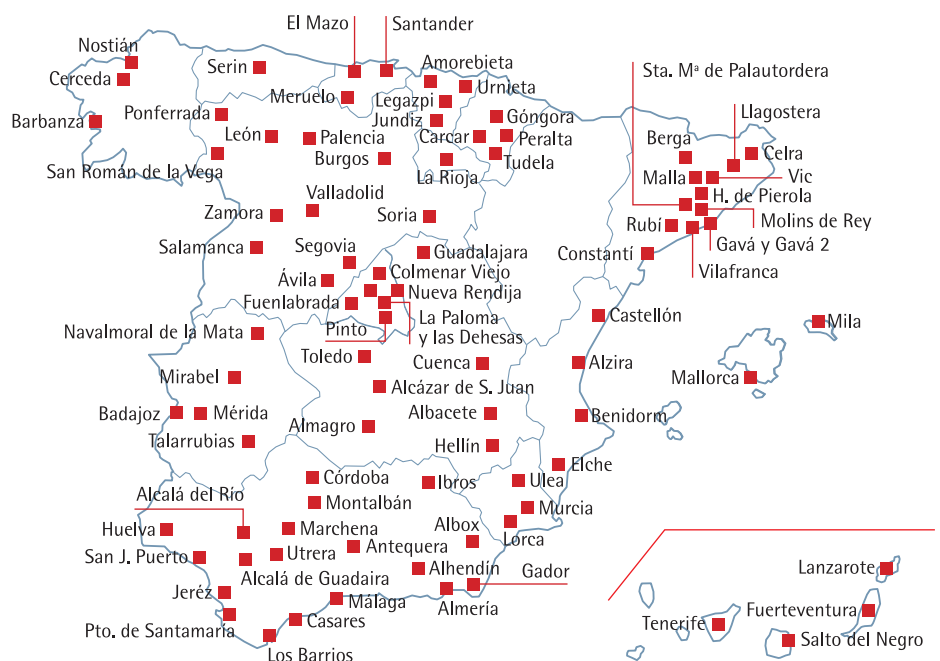 El Mazo
Santander
Nostián
Serin
Amorebieta
Cerceda
Urnieta
Sta. Mª de Palautordera
Meruelo
Legazpi
Llagostera
Ponferrada
Góngora
Barbanza
Jundiz
León
Palencia
Carcar
Peralta
Berga
Celra
Burgos
Tudela
San Román de la Vega
La Rioja
Malla
Vic
Valladolid
H. de Pierola
Zamora
Soria
Rubí
Molins de Rey
Salamanca
Segovia
Guadalajara
Constantí
Gavá y Gavá 2
Vilafranca
Colmenar Viejo
Ávila
Nueva Rendija
Fuenlabrada
La Paloma
y las Dehesas
Castellón
Mila
Navalmoral de la Mata
Pinto
Toledo
Cuenca
Alzira
Mirabel
Alcázar de S. Juan
Mallorca
Badajoz
Mérida
Albacete
Benidorm
Almagro
Talarrubias
Hellín
Elche
Córdoba
Ibros
Ulea
Alcalá del Río
Montalbán
Murcia
Huelva
Marchena
Albox
Lorca
San J. Puerto
Utrera
Antequera
Alhendín
Gador
Lanzarote
Alcalá de Guadaira
Jeréz
Málaga
Almería
Fuerteventura
Pto. de Santamaría
Casares
Tenerife
Salto del Negro
Los Barrios